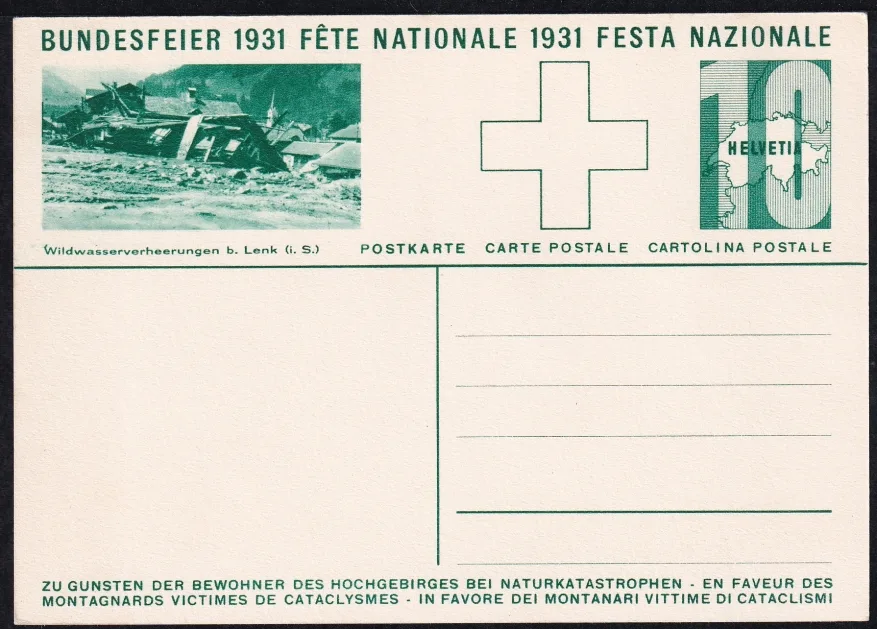 BUNDESFEIER 1931 FÊTE NATIONALE 1931 FESTA NAZIONALE
10
HELVETIA
Wildwasserverheerungen b. Lenk (i. S.)
POSTKARTE CARTE POSTALE CARTOLINA POSTALE
ZU GUNSTEN DER BEWOHNER DES HOCHGEBIRGES BEI NATURKATASTROPHEN - EN FAVEUR DES
MONTAGNARDS VICTIMES DE CATACLYSMES - IN FAVORE DEI MONTANARI VITTIME DI CATACLISMI